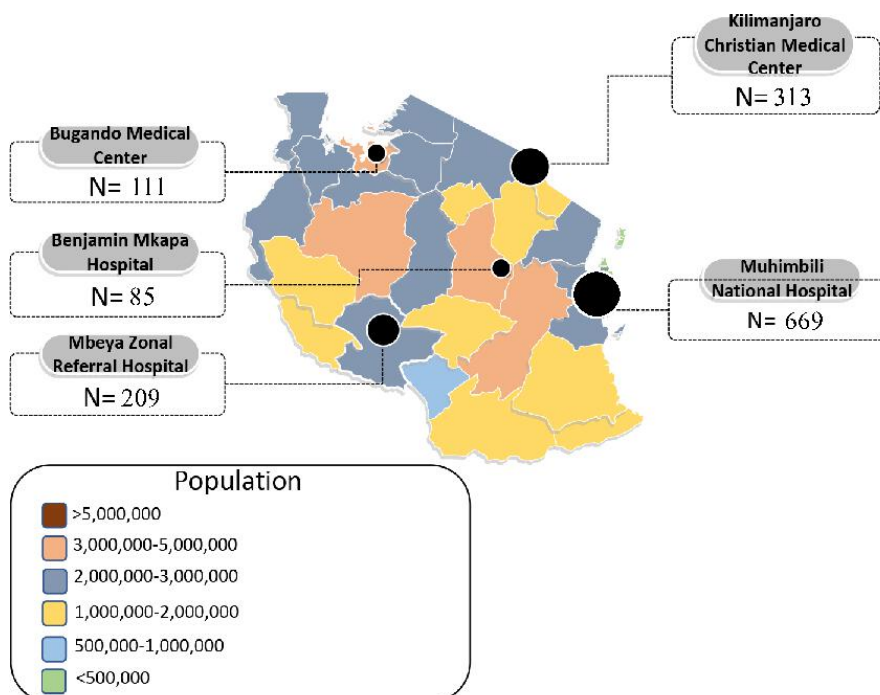 Kilimanjaro
Christian Medical
Center
N= 313
Bugando Medical
Center
N= 111
Benjamin Mkapa
Hospital
N= 85
Muhimbili
National Hospital
N= 669
Mbeya Zonal
Referral Hospital
N= 209
Population
>5,000,000
3,000,000-5,000,000
2,000,000-3,000,000
1,000,000-2,000,000
500,000-1,000,000
<500,000